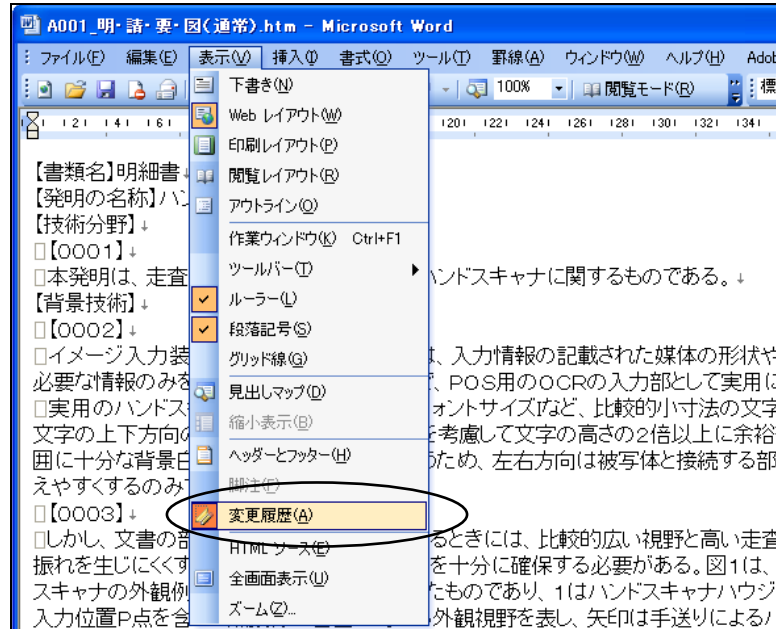 A001_明・請・要・図(通常).htm - Microsoft Word
ファイル(F) 編集(E) 表示(V) 挿入(I) 書式(O) ツール(T) 罫線(A) ウィンドウ(W) ヘルプ(H) Adob
100% 閲覧モード(R) 標
下書き(N)
Web レイアウト(W)
|2| |4| |6| |20| |22| |24| |26| |28| |30| |32| |34|
印刷レイアウト(P)
閲覧レイアウト(R)
アウトライン(O)
作業ウィンドウ(K) Ctrl+F1
ツールバー(T)
ルーラー(L)
段落記号(S)
グリッド線(G)
見出しマップ(D)
縮小表示(B)
ヘッダーとフッター(H)
脚注(F)
変更履歴(A)
HTML ソース(E)
全画面表示(U)
ズーム(Z)...
【書類名】明細書↓
【発明の名称】ハン
【技術分野】↓
□【0001】↓
□本発明は、走査 ハンドスキャナに関するものである。↓
【背景技術】↓
□【0002】↓
□イメージ入力装 は、入力情報の記載された媒体の形状や
必要な情報のみを で、POS用のOCRの入力部として実用に
□実用のハンドス ォントサイズIなど、比較的小寸法の文字
文字の上下方向の を考慮して文字の高さの2倍以上に余裕
囲に十分な背景白 のため、左右方向は被写体と接続する部
えやすくするのみ
□【0003】↓
□しかし、文書の部 るときには、比較的広い視野と高い走査
振れを生じにくくす を十分に確保する必要がある。図1は、
スキャナの外観例 たものであり、1はハンドスキャナハウジ
入力位置P点を含 外観視野を表し、矢印は手送りによるハ